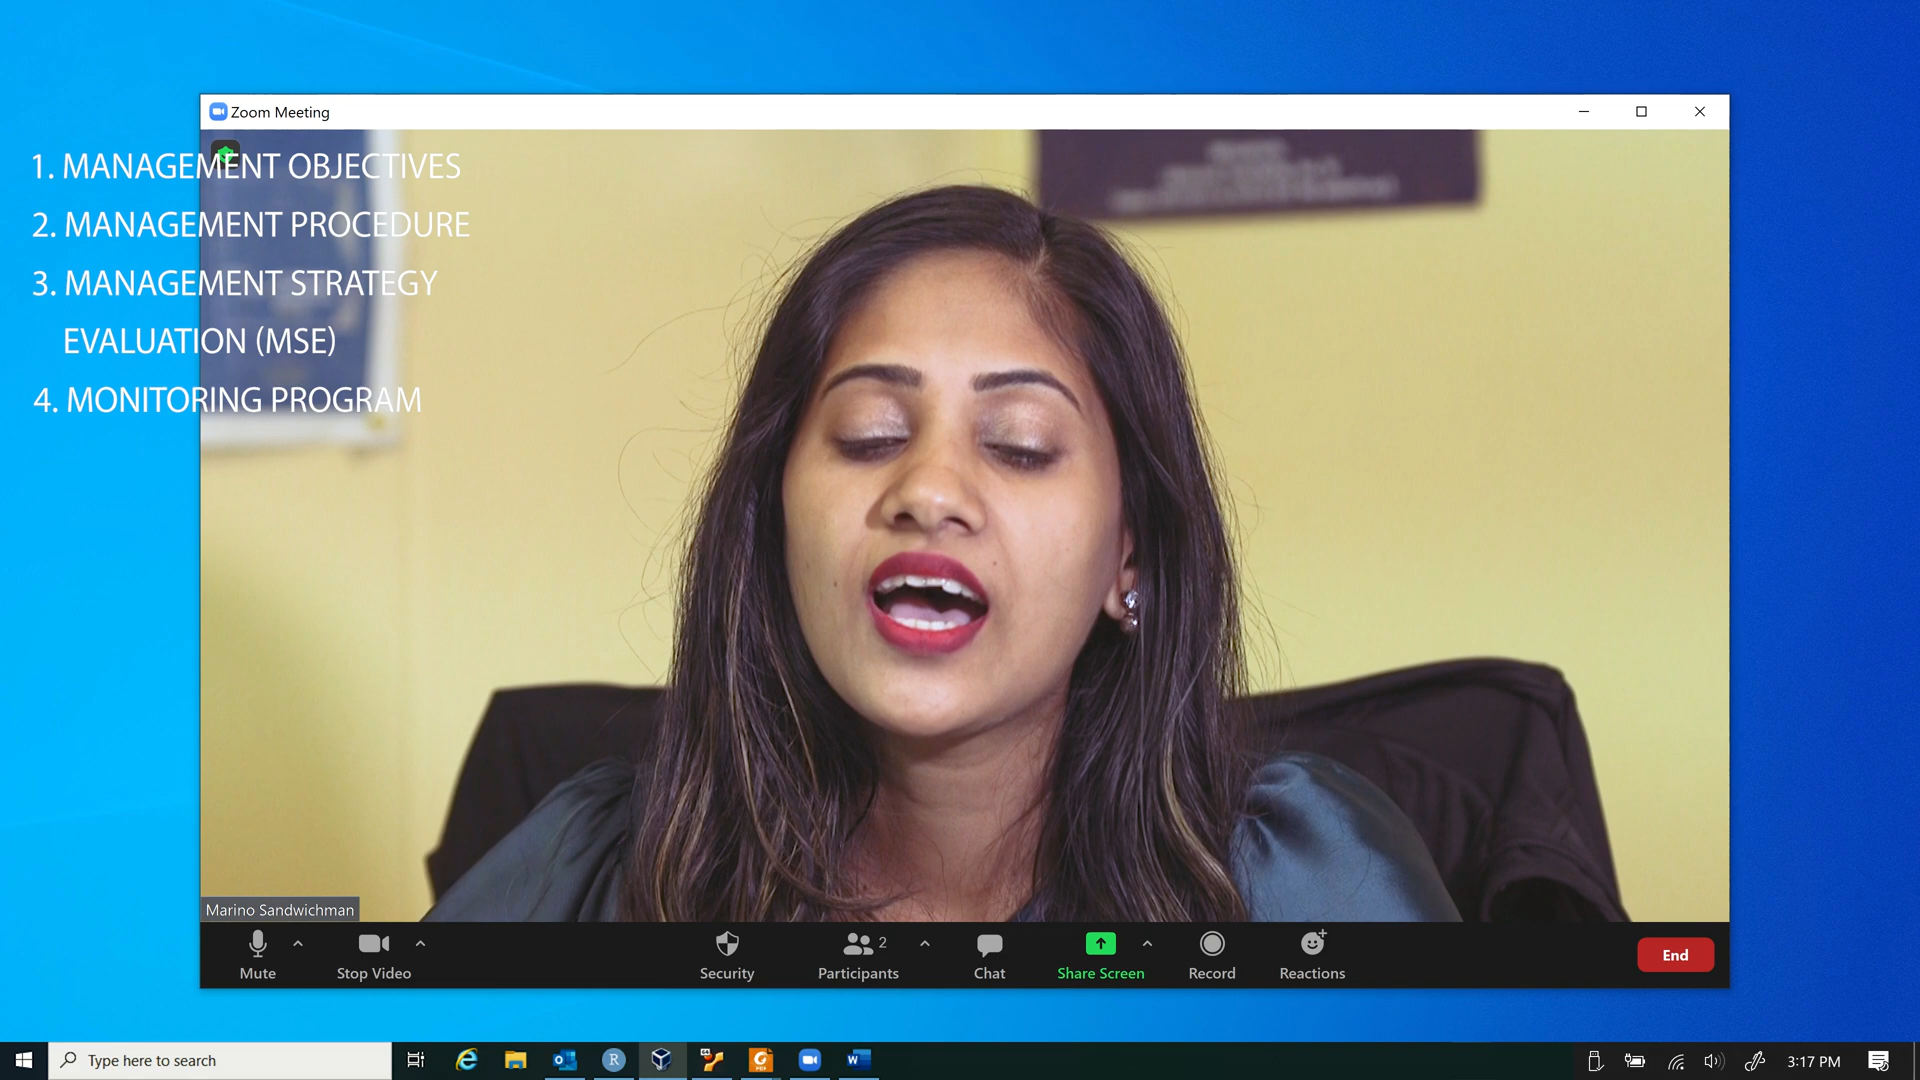 Zoom Meeting
1. MANAGEMENT OBJECTIVES
2. MANAGEMENT PROCEDURE
3. MANAGEMENT STRATEGY
EVALUATION (MSE)
4. MONITORING PROGRAM
Marino Sandwichman
Mute
Stop Video
Security
2
Participants
Chat
Share Screen
Record
Reactions
End
Type here to search
3:17 PM